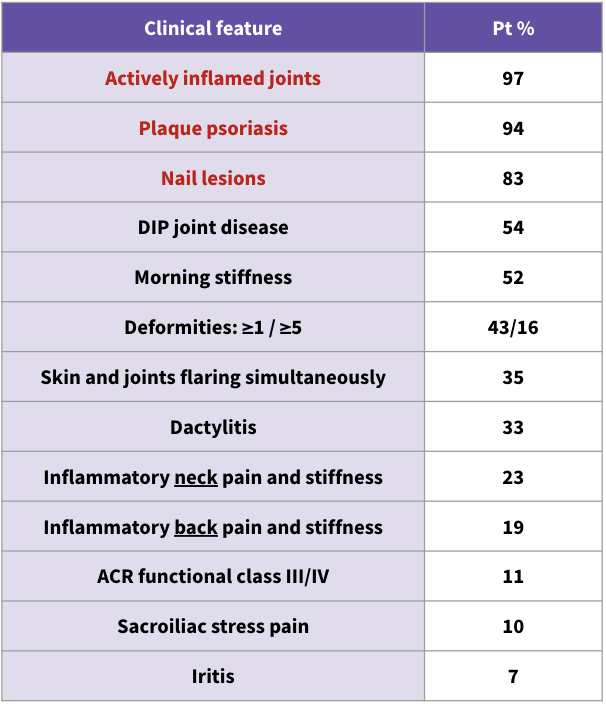 Clinical feature Pt %
Actively inflamed joints 97
Plaque psoriasis 94
Nail lesions 83
DIP joint disease 54
Morning stiffness 52
Deformities: ≥1 / ≥5 43/16
Skin and joints flaring simultaneously 35
Dactylitis 33
Inflammatory neck pain and stiffness 23
Inflammatory back pain and stiffness 19
ACR functional class III/IV 11
Sacroiliac stress pain 10
Iritis 7